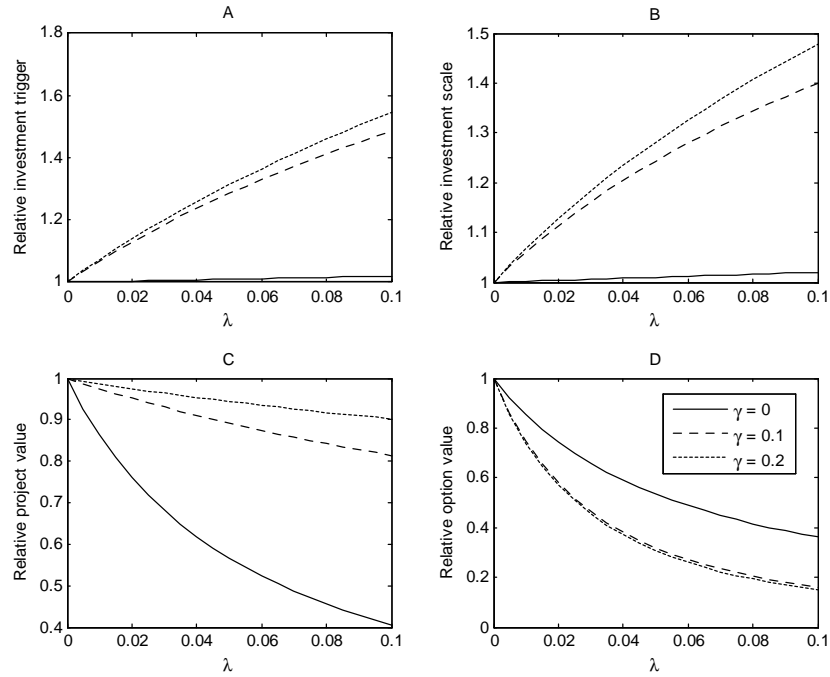 A
Relative investment trigger
1.8
1.6
1.4
1.2
1
0 0.02 0.04 0.06 0.08 0.1
λ
B
Relative investment scale
1.5
1.4
1.3
1.2
1.1
1
0 0.02 0.04 0.06 0.08 0.1
λ
C
Relative project value
1
0.9
0.8
0.7
0.6
0.5
0.4
0 0.02 0.04 0.06 0.08 0.1
λ
D
Relative option value
1
0.8
0.6
0.4
0.2
0
0 0.02 0.04 0.06 0.08 0.1
λ
γ = 0
γ = 0.1
γ = 0.2